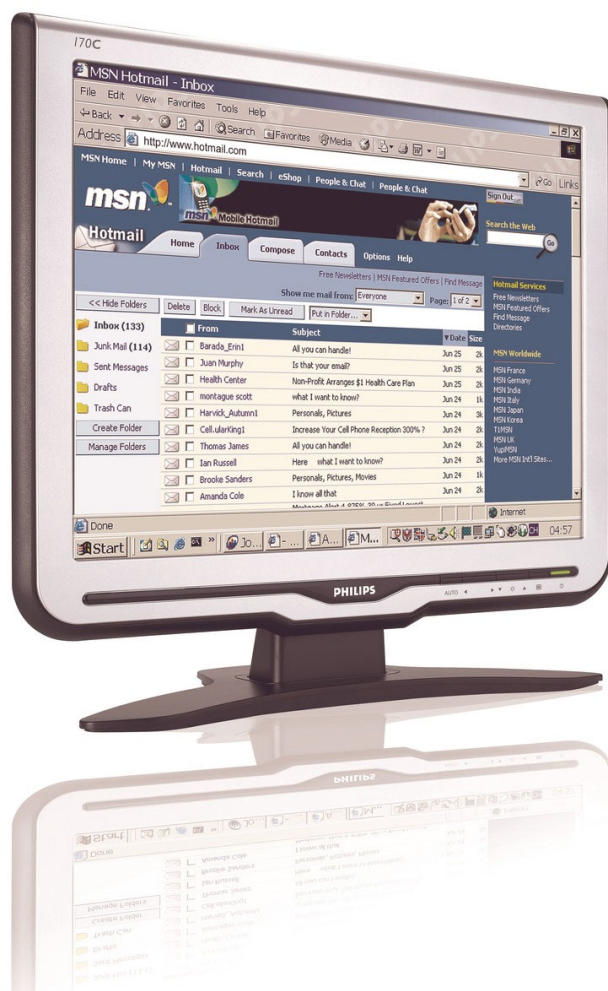 170C
MSN Hotmail - Inbox
File Edit View Favorites Tools Help
Back Search Favorites Media
Address http://www.hotmail.com Go Links
MSN Home | My MSN | Hotmail | Search | eShop | People & Chat | People & Chat
Sign Out...
msn
msn Mobile Hotmail
Search the Web
Go
Hotmail
Home Inbox Compose Contacts Options Help
Free Newsletters | MSN Featured Offers | Find Message
Show me mail from: Everyone Page: 1 of 2
<< Hide Folders Delete Block Mark As Unread Put in Folder...
From Subject Date Size
Inbox (133)
Junk Mail (114)
Sent Messages
Drafts
Trash Can
Create Folder
Manage Folders
Barada_Erin1 All you can handle! Jun 25 2k
Juan Murphy Is that your email? Jun 25 2k
Health Center Non-Profit Arranges $1 Health Care Plan Jun 25 2k
montague scott what I want to know? Jun 24 1k
Harvick_Autumn1 Personals, Pictures Jun 24 3k
Cell.ularKing1 Increase Your Cell Phone Reception 300% ? Jun 24 2k
Thomas James All you can handle! Jun 24 2k
Ian Russell Here what I want to know? Jun 24 2k
Brooke Sanders Personals, Pictures, Movies Jun 24 1k
Amanda Cole I know all that Jun 24 2k
Hotmail Services
Free Newsletters
MSN Featured Offers
Find Message
Directories
MSN Worldwide
MSN France
MSN Germany
MSN India
MSN Italy
MSN Japan
MSN Korea
T1MSN
MSN UK
YupiMSN
More MSN Int'l Sites...
Done Internet
Start Jo... - ... A... M... CH 04:57
PHILIPS
AUTO